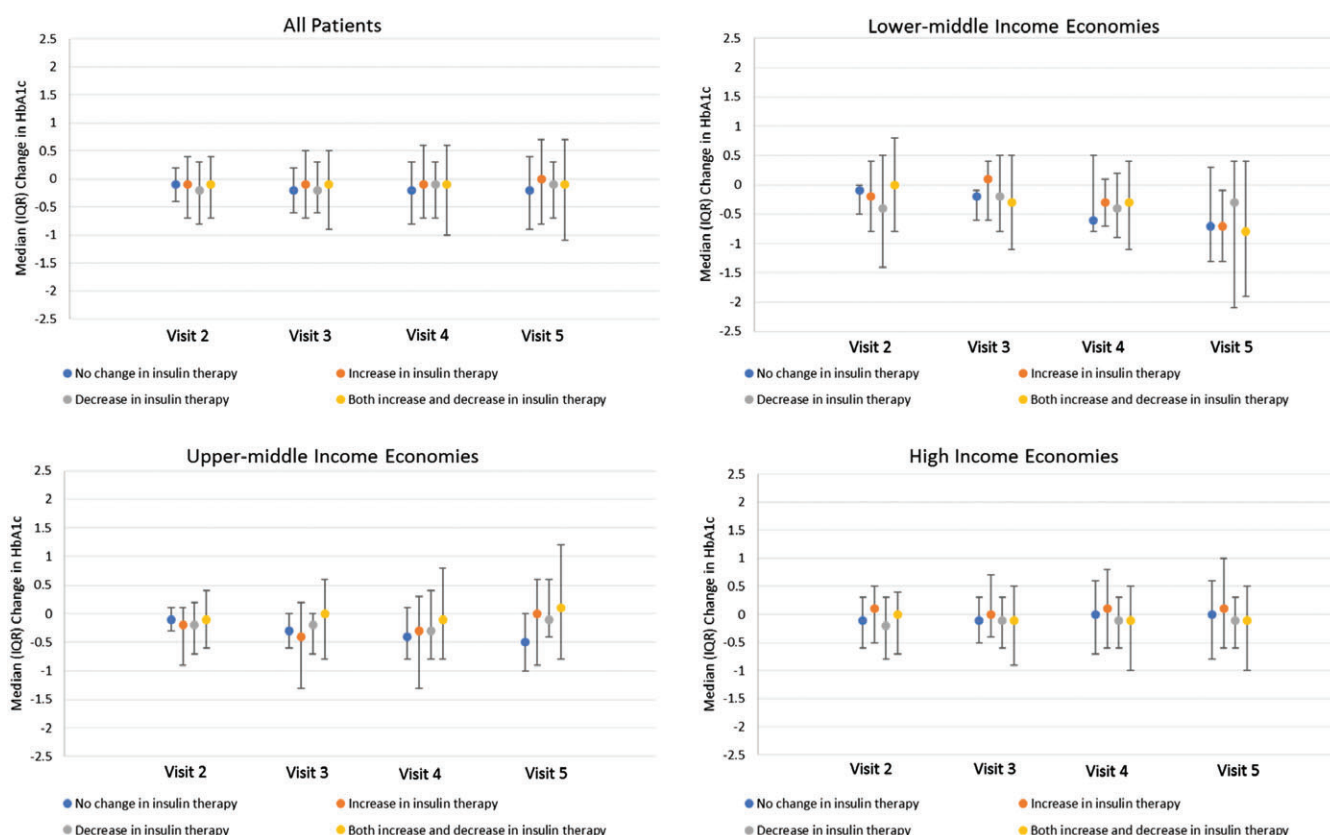 All Patients
Median (IQR) Change in HbA1c
2.5
2
1.5
1
0.5
0
-0.5
-1
-1.5
-2
-2.5
Visit 2 Visit 3 Visit 4 Visit 5
No change in insulin therapy Increase in insulin therapy
Decrease in insulin therapy Both increase and decrease in insulin therapy
Lower-middle Income Economies
Median (IQR) Change in HbA1c
2.5
2
1.5
1
0.5
0
-0.5
-1
-1.5
-2
-2.5
Visit 2 Visit 3 Visit 4 Visit 5
No change in insulin therapy Increase in insulin therapy
Decrease in insulin therapy Both increase and decrease in insulin therapy
Upper-middle Income Economies
Median (IQR) Change in HbA1c
2.5
2
1.5
1
0.5
0
-0.5
-1
-1.5
-2
-2.5
Visit 2 Visit 3 Visit 4 Visit 5
No change in insulin therapy Increase in insulin therapy
Decrease in insulin therapy Both increase and decrease in insulin therapy
High Income Economies
Median (IQR) Change in HbA1c
2.5
2
1.5
1
0.5
0
-0.5
-1
-1.5
-2
-2.5
Visit 2 Visit 3 Visit 4 Visit 5
No change in insulin therapy Increase in insulin therapy
Decrease in insulin therapy Both increase and decrease in insulin therapy